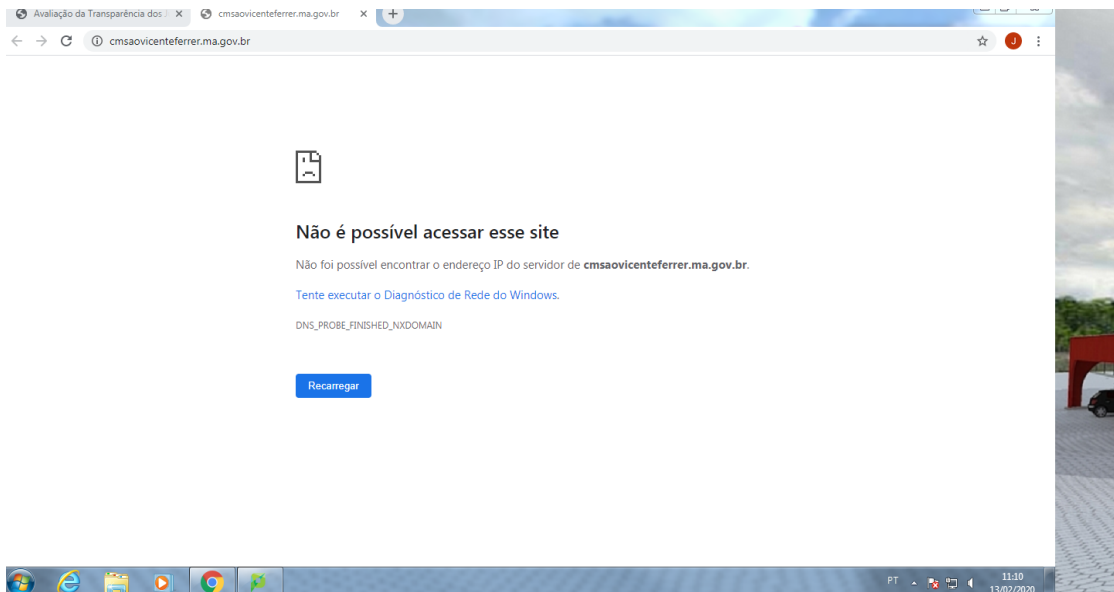 Avaliação da Transparência dos
cmsaovicenteferrer.ma.gov.br
cmsaovicenteferrer.ma.gov.br
J
Não é possível acessar esse site
Não foi possível encontrar o endereço IP do servidor de cmsaovicenteferrer.ma.gov.br.
Tente executar o Diagnóstico de Rede do Windows.
DNS_PROBE_FINISHED_NXDOMAIN
Recarregar
PT
11:10
13/02/2020